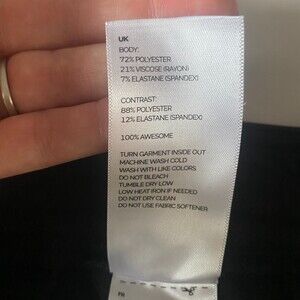 UK
BODY:
72% POLYESTER
21% VISCOSE (RAYON)
7% ELASTANE (SPANDEX)
CONTRAST:
88% POLYESTER
12% ELASTANE (SPANDEX)
100% AWESOME
TURN GARMENT INSIDE OUT
MACHINE WASH COLD
WASH WITH LIKE COLORS
DO NOT BLEACH
TUMBLE DRY LOW
LOW HEAT IRON IF NEEDED
DO NOT DRY CLEAN
DO NOT USE FABRIC SOFTENER
FR